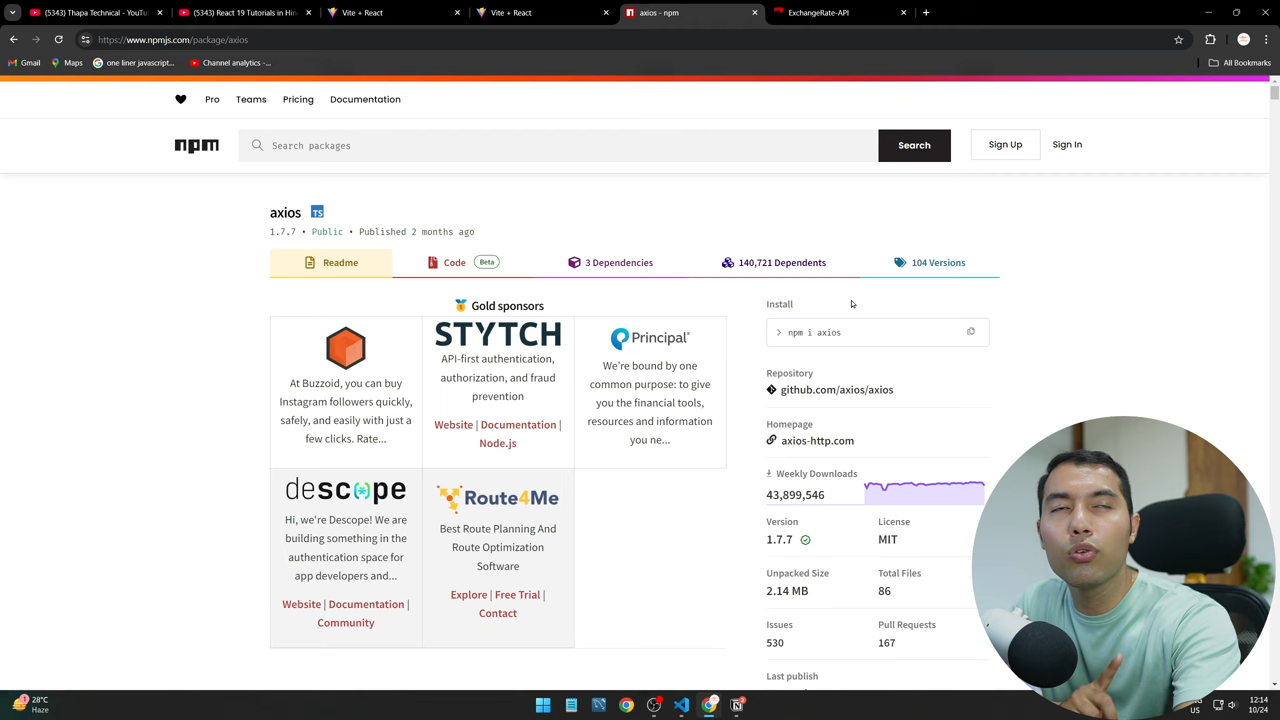 (5343) Thapa Technical - YouTu
(5343) React 19 Tutorials in Hin
Vite + React
Vite + React
axios - npm
ExchangeRate-API
https://www.npmjs.com/package/axios
Gmail
Maps
one liner javascript...
Channel analytics -...
All Bookmarks
Pro
Teams
Pricing
Documentation
npm
Search packages
Search
Sign Up
Sign In
axios TS
1.7.7 • Public • Published 2 months ago
Readme
Code Beta
3 Dependencies
140,721 Dependents
104 Versions
🥇 Gold sponsors
At Buzzoid, you can buy
Instagram followers quickly,
safely, and easily with just a
few clicks. Rate...
STYTCH
API-first authentication,
authorization, and fraud
prevention
Website | Documentation |
Node.js
Principal®
We're bound by one
common purpose: to give
you the financial tools,
resources and information
you ne...
descope
Hi, we're Descope! We are
building something in the
authentication space for
app developers and...
Website | Documentation |
Community
Route4Me
Best Route Planning And
Route Optimization
Software
Explore | Free Trial |
Contact
Install
> npm i axios
Repository
github.com/axios/axios
Homepage
axios-http.com
Weekly Downloads
43,899,546
Version
License
1.7.7
MIT
Unpacked Size
Total Files
2.14 MB
86
Issues
Pull Requests
530
167
Last publish
28°C
Haze
US
12:14
10/24